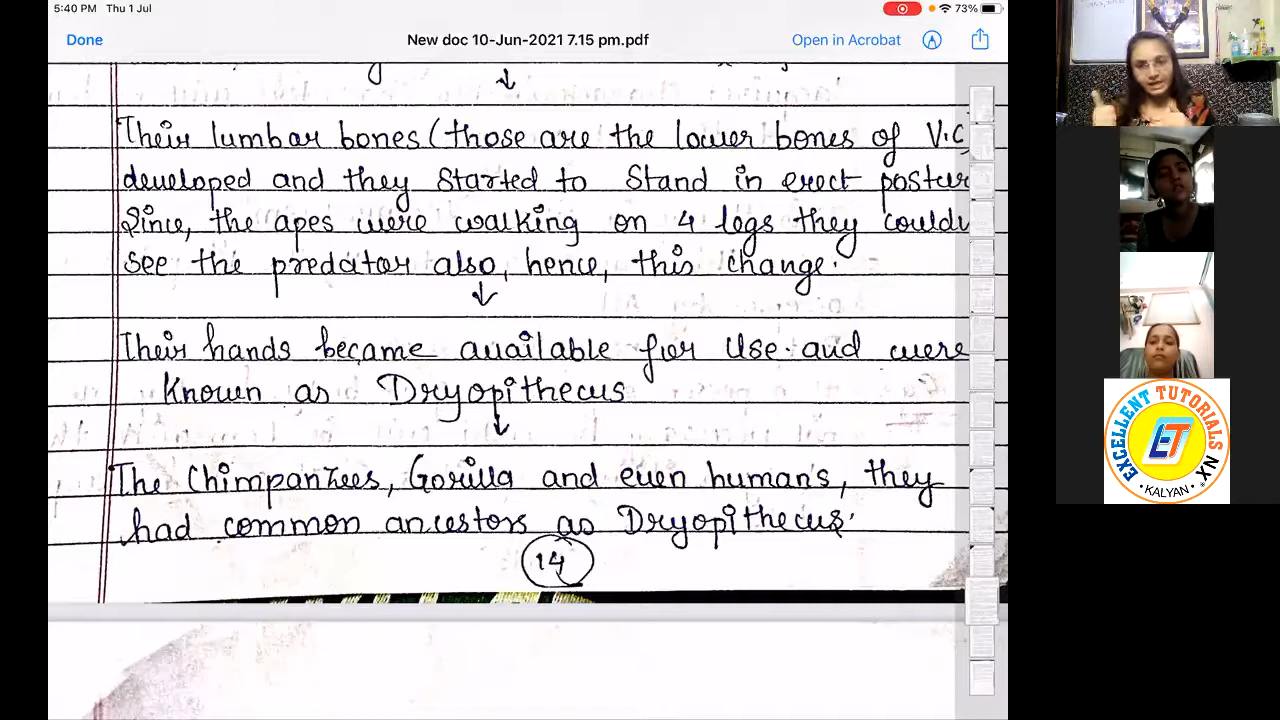 5:40 PM Thu 1 Jul
73%
Done
New doc 10-Jun-2021 7.15 pm.pdf
Open in Acrobat
Their lumbar bones (those are the lower bones of V.C,
developed and they started to stand in erect postur
Since, the apes were walking on 4 legs they couldn
see the predator also, hence, this change.
Their hands became available for use. and were
known as Dryopithecus
The Chimpanzees, Gorilla and even human's, they
had common ancestors as Dryopithecus.
14
EXCELLENT TUTORIALS
ET
KALYAN